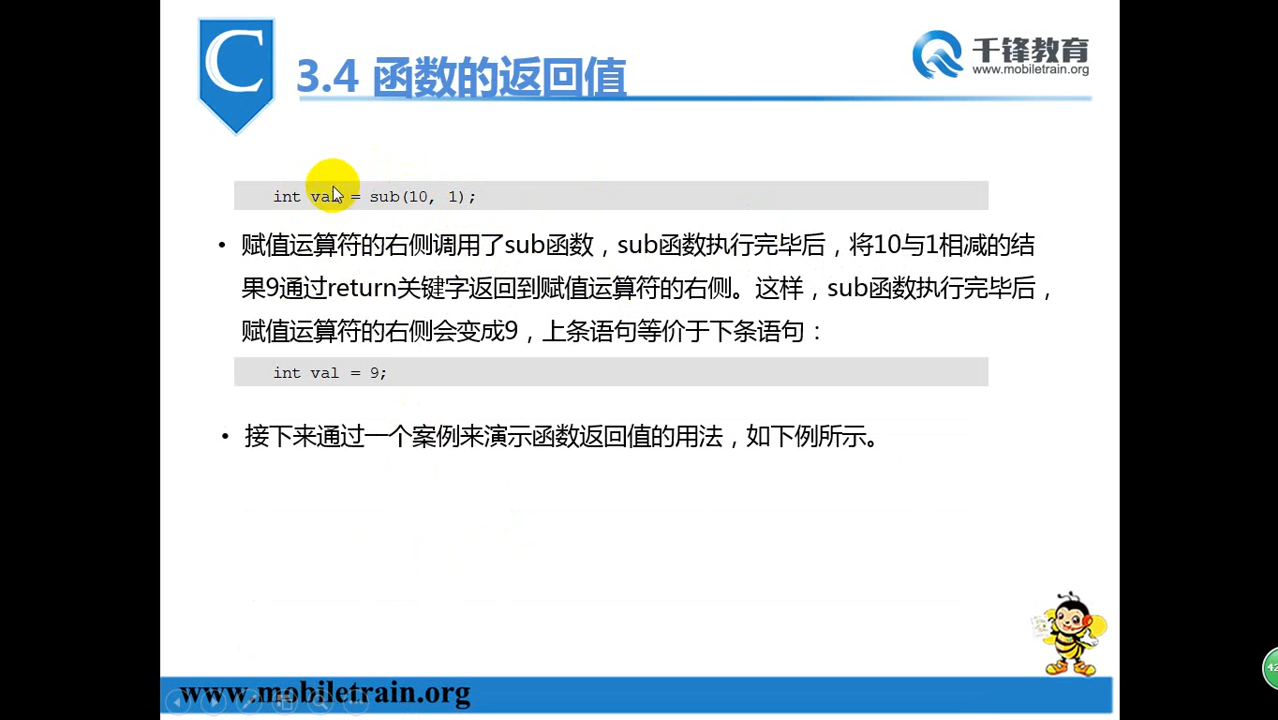 C
3.4 函数的返回值
千锋教育
www.mobiletrain.org
int val = sub(10, 1);
• 赋值运算符的右侧调用了sub函数，sub函数执行完毕后，将10与1相减的结
果9通过return关键字返回到赋值运算符的右侧。这样，sub函数执行完毕后，
赋值运算符的右侧会变成9，上条语句等价于下条语句：
int val = 9;
• 接下来通过一个案例来演示函数返回值的用法，如下例所示。
www.mobiletrain.org
42